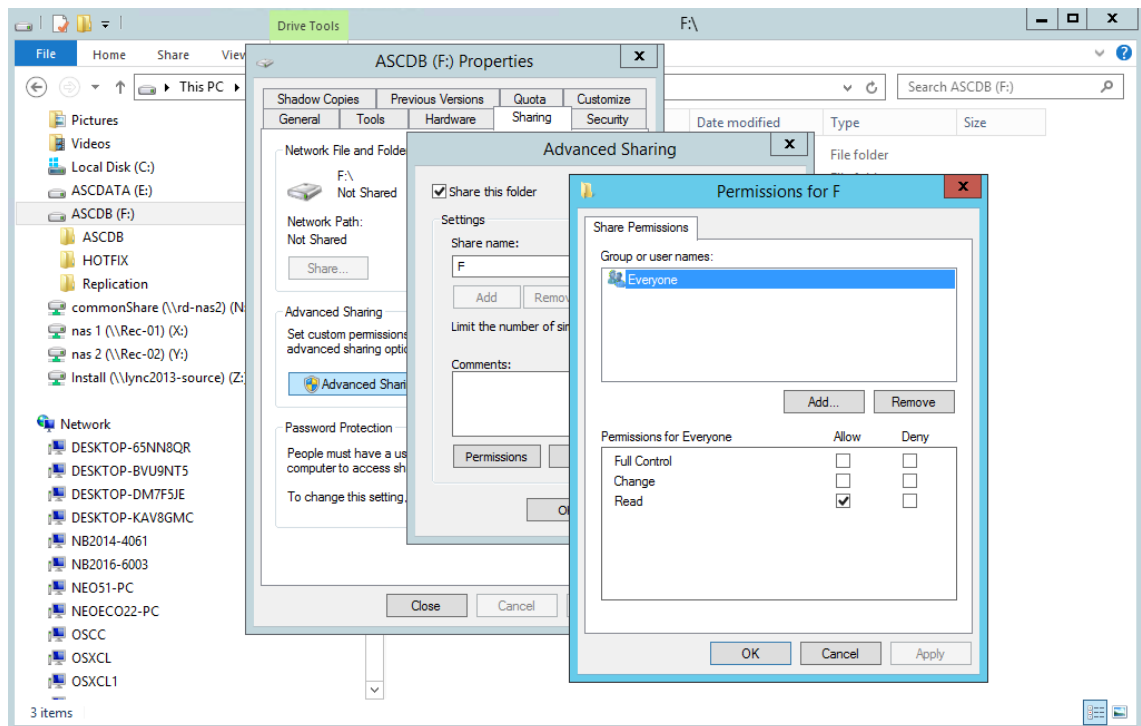 Drive Tools
F:\
File Home Share View
This PC
Search ASCDB (F:)
Pictures
Videos
Local Disk (C:)
ASCDATA (E:)
ASCDB (F:)
ASCDB
HOTFIX
Replication
commonShare (\\rd-nas2) (N:
nas 1 (\\Rec-01) (X:)
nas 2 (\\Rec-02) (Y:)
Install (\\lync2013-source) (Z:
Network
DESKTOP-65NN8QR
DESKTOP-BVU9NT5
DESKTOP-DM7F5JE
DESKTOP-KAV8GMC
NB2014-4061
NB2016-6003
NEO51-PC
NEOECO22-PC
OSCC
OSXCL
OSXCL1
3 items
Date modified Type Size
File folder
ASCDB (F:) Properties
Shadow Copies Previous Versions Quota Customize
General Tools Hardware Sharing Security
Network File and Folde
F:\
Not Shared
Network Path:
Not Shared
Share...
Advanced Sharing
Set custom permissions
advanced sharing optio
Advanced Shari
Password Protection
People must have a us
computer to access sh
To change this setting,
Close Cancel
Advanced Sharing
Share this folder
Settings
Share name:
F
Add Remov
Limit the number of sim
Comments:
Permissions
OK
Permissions for F
Share Permissions
Group or user names:
Everyone
Add... Remove
Permissions for Everyone Allow Deny
Full Control
Change
Read
OK Cancel Apply